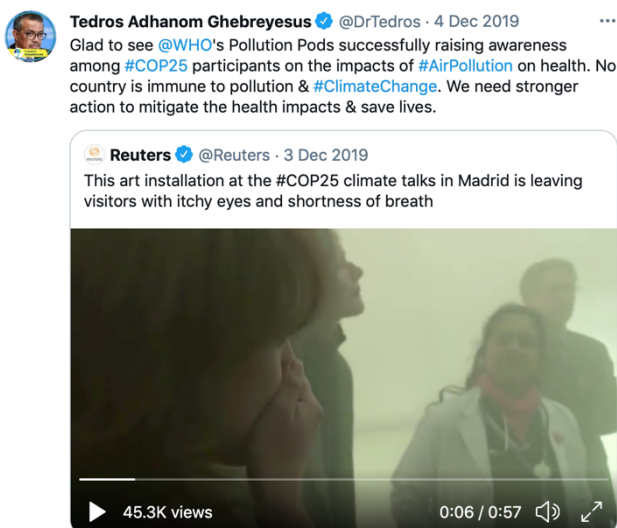 Tedros Adhanom Ghebreyesus @DrTedros · 4 Dec 2019 ...
Glad to see @WHO's Pollution Pods successfully raising awareness
among #COP25 participants on the impacts of #AirPollution on health. No
country is immune to pollution & #ClimateChange. We need stronger
action to mitigate the health impacts & save lives.
Reuters @Reuters · 3 Dec 2019
This art installation at the #COP25 climate talks in Madrid is leaving
visitors with itchy eyes and shortness of breath
45.3K views
0:06 / 0:57